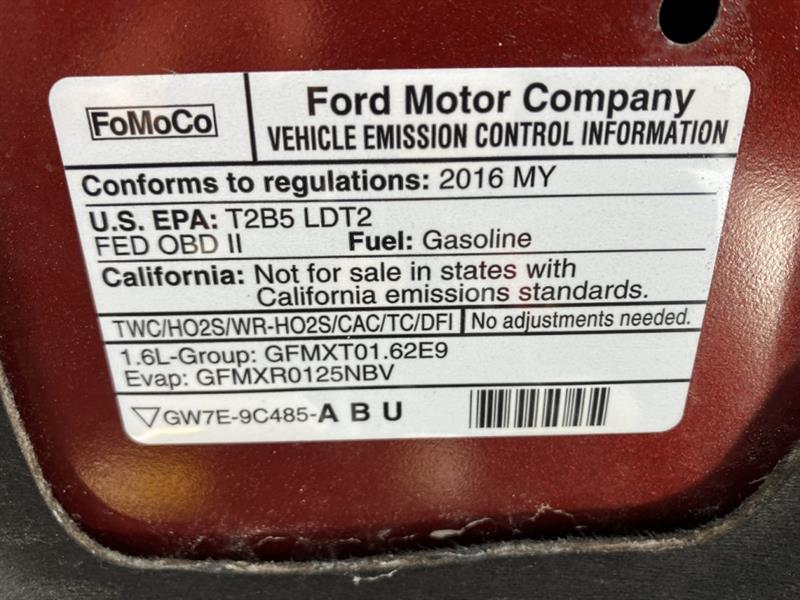 FoMoCo
Ford Motor Company
VEHICLE EMISSION CONTROL INFORMATION
Conforms to regulations: 2016 MY
U.S. EPA: T2B5 LDT2
FED OBD II Fuel: Gasoline
California: Not for sale in states with
California emissions standards.
TWC/HO2S/WR-HO2S/CAC/TC/DFI No adjustments needed.
1.6L-Group: GFMXT01.62E9
Evap: GFMXR0125NBV
GW7E-9C485-A B U